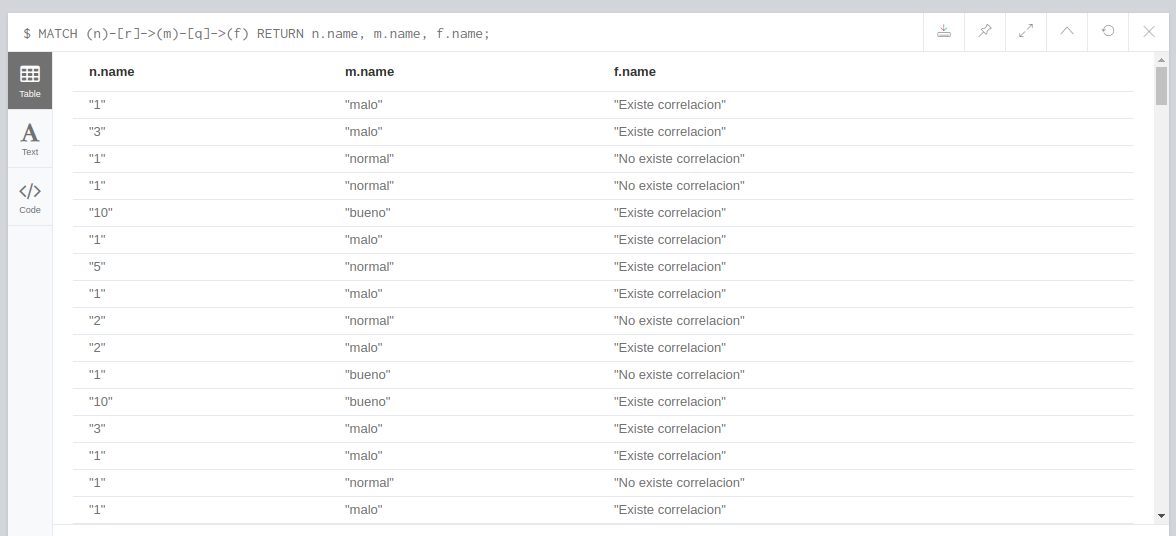 $ MATCH (n)-[r]->(m)-[q]->(f) RETURN n.name, m.name, f.name;
Table
Text
Code
n.name m.name f.name
"1" "malo" "Existe correlacion"
"3" "malo" "Existe correlacion"
"1" "normal" "No existe correlacion"
"1" "normal" "No existe correlacion"
"10" "bueno" "Existe correlacion"
"1" "malo" "Existe correlacion"
"5" "normal" "Existe correlacion"
"1" "malo" "Existe correlacion"
"2" "normal" "No existe correlacion"
"2" "malo" "Existe correlacion"
"1" "bueno" "No existe correlacion"
"10" "bueno" "Existe correlacion"
"3" "malo" "Existe correlacion"
"1" "malo" "Existe correlacion"
"1" "normal" "No existe correlacion"
"1" "malo" "Existe correlacion"